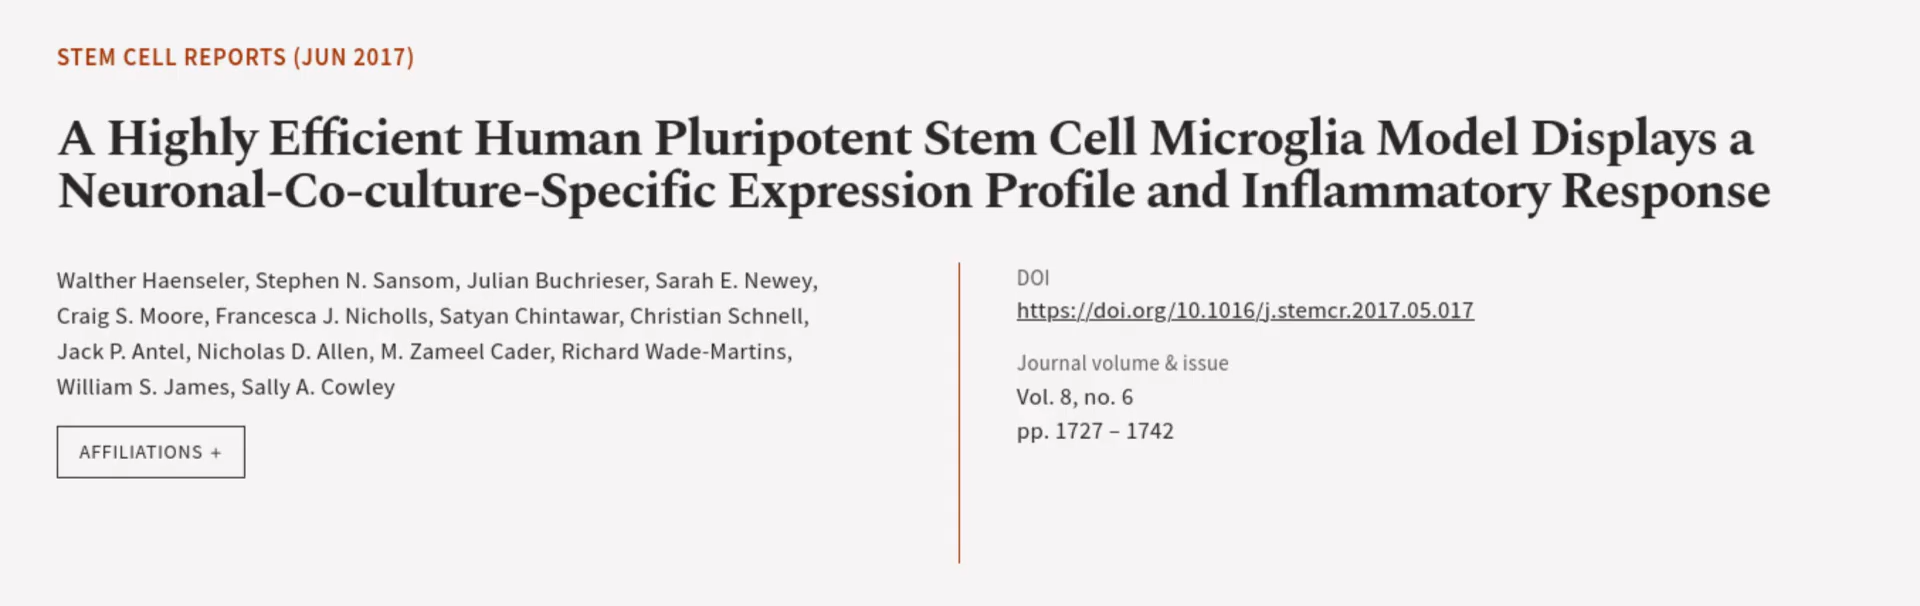 STEM CELL REPORTS (JUN 2017)
A Highly Efficient Human Pluripotent Stem Cell Microglia Model Displays a
Neuronal-Co-culture-Specific Expression Profile and Inflammatory Response
Walther Haenseler, Stephen N. Sansom, Julian Buchrieser, Sarah E. Newey,
Craig S. Moore, Francesca J. Nicholls, Satyan Chintawar, Christian Schnell,
Jack P. Antel, Nicholas D. Allen, M. Zameel Cader, Richard Wade-Martins,
William S. James, Sally A. Cowley
AFFILIATIONS +
DOI
https://doi.org/10.1016/j.stemcr.2017.05.017
Journal volume & issue
Vol. 8, no. 6
pp. 1727 – 1742